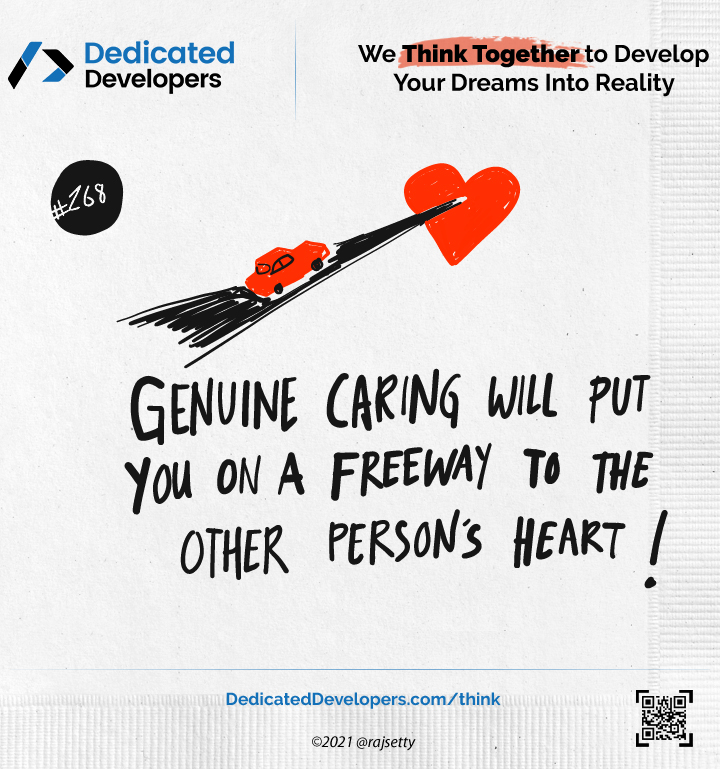 Dedicated
Developers
We Think Together to Develop
Your Dreams Into Reality
#268
GENUINE CARING WILL PUT
YOU ON A FREEWAY TO THE
OTHER PERSON'S HEART!
DedicatedDevelopers.com/think
©2021 @rajsetty